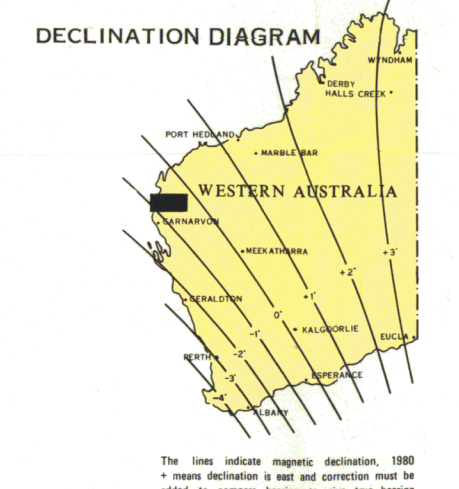 DECLINATION DIAGRAM
WYNDHAM
DERBY
HALLS CREEK
PORT HEDLAND
MARBLE BAR
WESTERN AUSTRALIA
CARNARVON
MEEKATHARRA
+3°
+2°
GERALDTON
+1°
0°
KALGOORLIE
-1°
EUCLA
-2°
PERTH
-3°
ESPERANCE
-4°
ALBANY
The lines indicate magnetic declination, 1980
+ means declination is east and correction must be